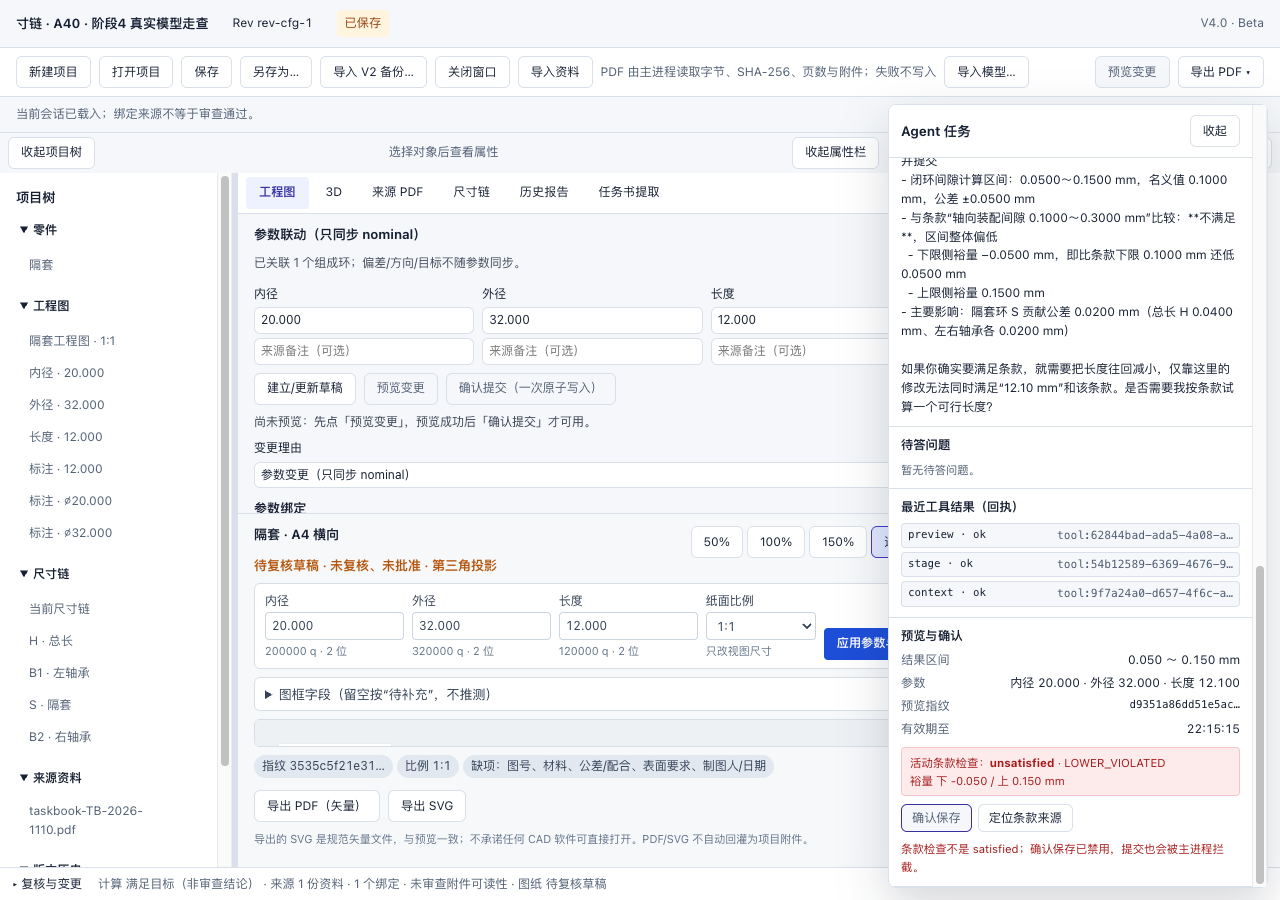 寸链 · A40 · 阶段4 真实模型走查
Rev rev-cfg-1
已保存
V4.0 · Beta
新建项目
打开项目
保存
另存为…
导入 V2 备份…
关闭窗口
导入资料
PDF 由主进程读取字节、SHA-256、页数与附件；失败不写入
导入模型…
预览变更
导出 PDF ▾
当前会话已载入；绑定来源不等于审查通过。
收起项目树
选择对象后查看属性
收起属性栏
项目树
▼ 零件
隔套
▼ 工程图
隔套工程图 · 1:1
内径 · 20.000
外径 · 32.000
长度 · 12.000
标注 · 12.000
标注 · ⌀20.000
标注 · ⌀32.000
▼ 尺寸链
当前尺寸链
H · 总长
B1 · 左轴承
S · 隔套
B2 · 右轴承
▼ 来源资料
taskbook-TB-2026-
1110.pdf
工程图
3D
来源 PDF
尺寸链
历史报告
任务书提取
参数联动（只同步 nominal）
已关联 1 个组成环；偏差/方向/目标不随参数同步。
内径
外径
长度
20.000
32.000
12.000
来源备注（可选）
来源备注（可选）
来源备注（可选）
建立/更新草稿
预览变更
确认提交（一次原子写入）
尚未预览：先点「预览变更」，预览成功后「确认提交」才可用。
变更理由
参数变更（只同步 nominal）
参数绑定
隔套 · A4 横向
50%
100%
150%
待复核草稿 · 未复核、未批准 · 第三角投影
内径
外径
长度
纸面比例
20.000
32.000
12.000
1:1
200000 q · 2 位
320000 q · 2 位
120000 q · 2 位
只改视图尺寸
应用参数
▶ 图框字段（留空按“待补充”，不推测）
指纹 3535c5f21e31…
比例 1:1
缺项：图号、材料、公差/配合、表面要求、制图人/日期
导出 PDF（矢量）
导出 SVG
导出的 SVG 是规范矢量文件，与预览一致；不承诺任何 CAD 软件可直接打开。PDF/SVG 不自动回灌为项目附件。
Agent 任务
收起
并提交
- 闭环间隙计算区间：0.0500～0.1500 mm，名义值 0.1000
mm，公差 ±0.0500 mm
- 与条款“轴向装配间隙 0.1000～0.3000 mm”比较：**不满足
**，区间整体偏低
- 下限侧裕量 −0.0500 mm，即比条款下限 0.1000 mm 还低
0.0500 mm
- 上限侧裕量 0.1500 mm
- 主要影响：隔套环 S 贡献公差 0.0200 mm（总长 H 0.0400
mm、左右轴承各 0.0200 mm）
如果你确实要满足条款，就需要把长度往回减小，仅靠这里的
修改无法同时满足“12.10 mm”和该条款。是否需要我按条款试
算一个可行长度？
待答问题
暂无待答问题。
最近工具结果（回执）
preview · ok
tool:62844bad-ada5-4a08-a…
stage · ok
tool:54b12589-6369-4676-9…
context · ok
tool:9f7a24a0-d657-4f6c-a…
预览与确认
结果区间
0.050 ～ 0.150 mm
参数
内径 20.000 · 外径 32.000 · 长度 12.100
预览指纹
d9351a86dd51e5ac…
有效期至
22:15:15
活动条款检查：unsatisfied · LOWER_VIOLATED
裕量 下 -0.050 / 上 0.150 mm
确认保存
定位条款来源
条款检查不是 satisfied；确认保存已禁用，提交也会被主进程拦
截。
▸ 复核与变更
计算 满足目标（非审查结论） · 来源 1 份资料 · 1 个绑定 · 未审查附件可读性 · 图纸 待复核草稿